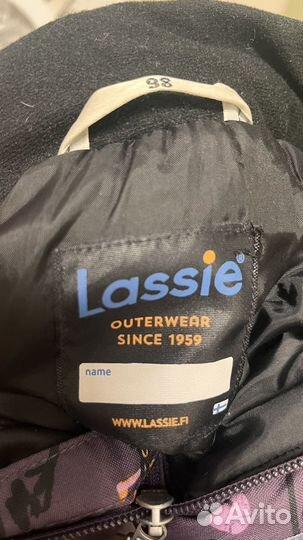 98
Lassie®
OUTERWEAR
SINCE 1959
name
WWW.LASSIE.FI
Avito